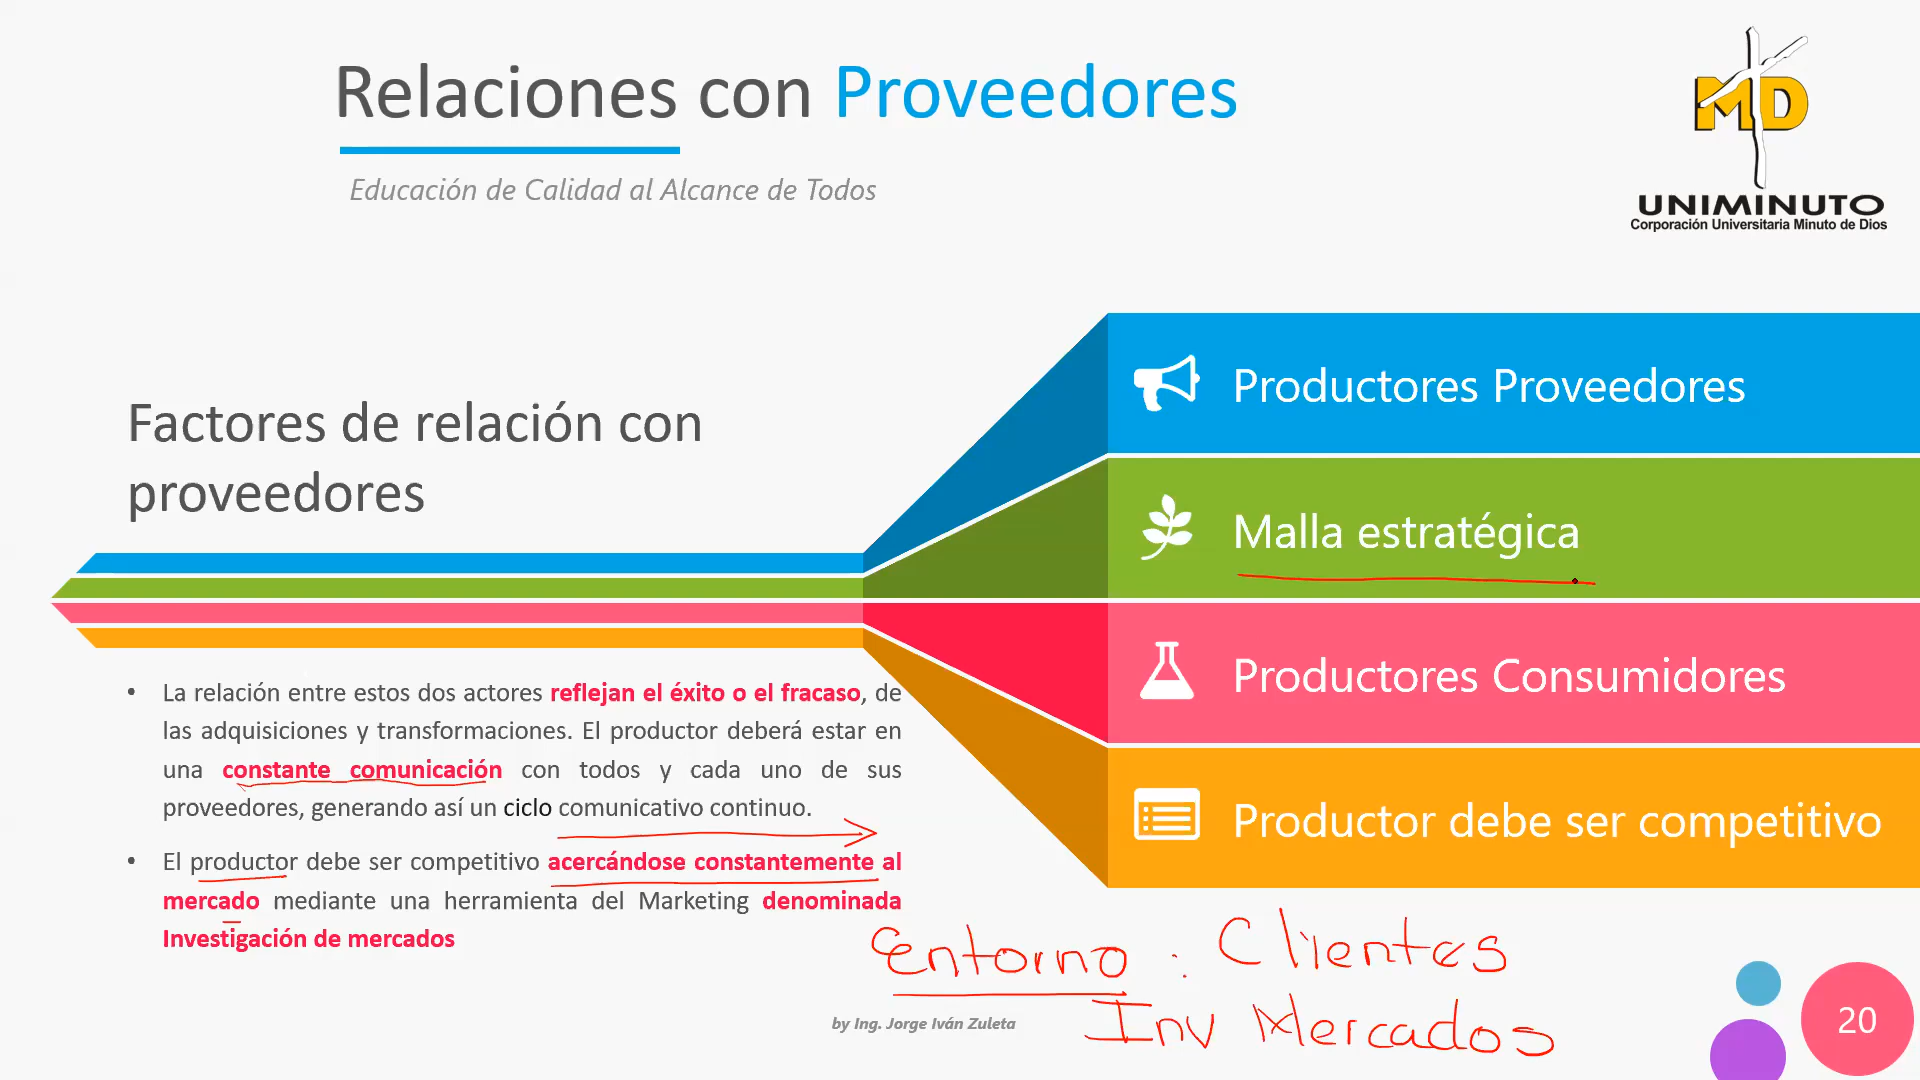 Relaciones con Proveedores
Educación de Calidad al Alcance de Todos
MD
UNIMINUTO
Corporación Universitaria Minuto de Dios
Factores de relación con
proveedores
Productores Proveedores
Malla estratégica
Productores Consumidores
Productor debe ser competitivo
• La relación entre estos dos actores reflejan el éxito o el fracaso, de
las adquisiciones y transformaciones. El productor deberá estar en
una constante comunicación con todos y cada uno de sus
proveedores, generando así un ciclo comunicativo continuo.
• El productor debe ser competitivo acercándose constantemente al
mercado mediante una herramienta del Marketing denominada
Investigación de mercados
Entorno : Clientes
Inv Mercados
by Ing. Jorge Iván Zuleta
20